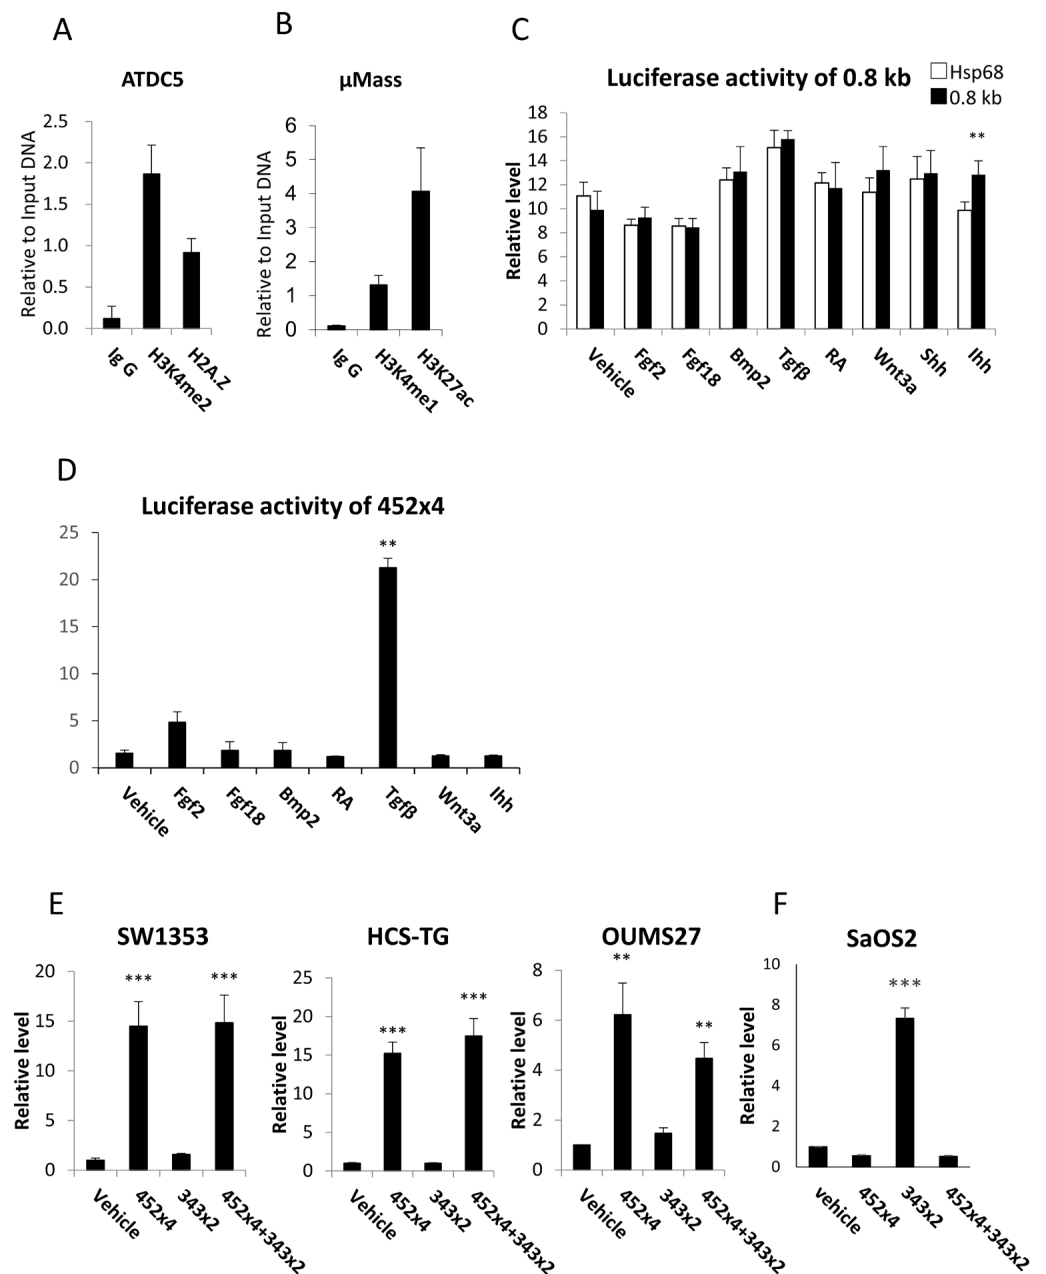 A
ATDC5
Relative to Input DNA
2.5
2.0
1.5
1.0
0.5
0.0
Ig G
H3K4me2
H2A.Z
B
µMass
Relative to Input DNA
6
5
4
3
2
1
0
Ig G
H3K4me1
H3K27ac
C
Luciferase activity of 0.8 kb
Hsp68
0.8 kb
Relative level
18
16
14
12
10
8
6
4
2
0
**
Vehicle
Fgf2
Fgf18
Bmp2
Tgfβ
RA
Wnt3a
Shh
Ihh
D
Luciferase activity of 452x4
25
20
15
10
5
0
**
Vehicle
Fgf2
Fgf18
Bmp2
RA
Tgfβ
Wnt3a
Ihh
E
SW1353
Relative level
20
15
10
5
0
***
***
Vehicle
452x4
343x2
452x4+343x2
HCS-TG
Relative level
25
20
15
10
5
0
***
***
Vehicle
452x4
343x2
452x4+343x2
OUMS27
Relative level
8
6
4
2
0
**
**
Vehicle
452x4
343x2
452x4+343x2
F
SaOS2
Relative level
10
8
6
4
2
0
***
vehicle
452x4
343x2
452x4+343x2